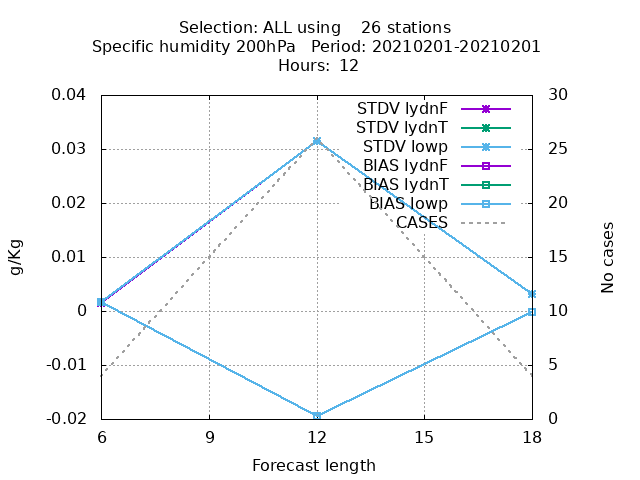 Selection: ALL using    26 stations
Specific humidity 200hPa   Period: 20210201-20210201
Hours: 12
0.04
0.03
0.02
0.01
0
-0.01
-0.02
g/Kg
STDV lydnF
STDV lydnT
STDV lowp
BIAS lydnF
BIAS lydnT
BIAS lowp
CASES
30
25
20
15
10
5
0
No cases
6 9 12 15 18
Forecast length